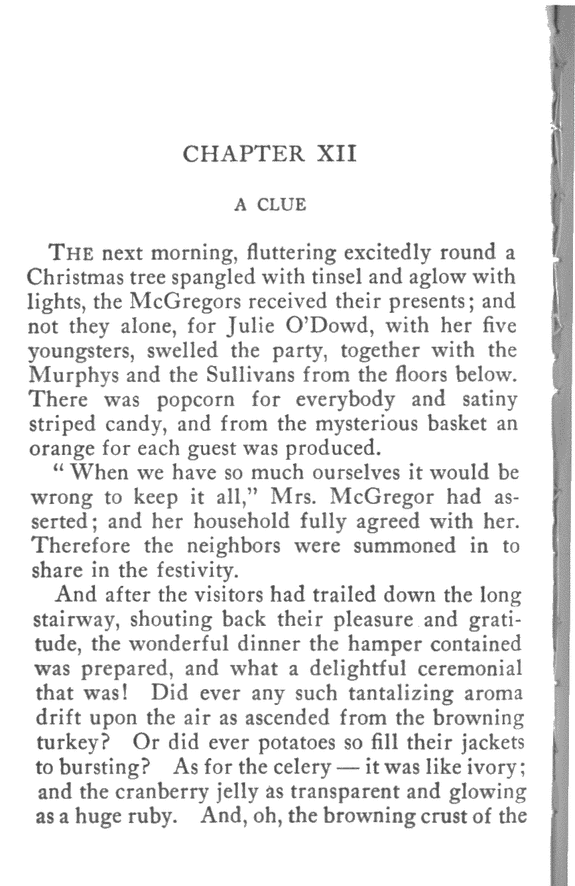 CHAPTER XII
A CLUE
THE next morning, fluttering excitedly round a
Christmas tree spangled with tinsel and aglow with
lights, the McGregors received their presents; and
not they alone, for Julie O'Dowd, with her five
youngsters, swelled the party, together with the
Murphys and the Sullivans from the floors below.
There was popcorn for everybody and satiny
striped candy, and from the mysterious basket an
orange for each guest was produced.
“ When we have so much ourselves it would be
wrong to keep it all,” Mrs. McGregor had as-
serted; and her household fully agreed with her.
Therefore the neighbors were summoned in to
share in the festivity.
And after the visitors had trailed down the long
stairway, shouting back their pleasure and grati-
tude, the wonderful dinner the hamper contained
was prepared, and what a delightful ceremonial
that was! Did ever any such tantalizing aroma
drift upon the air as ascended from the browning
turkey? Or did ever potatoes so fill their jackets
to bursting? As for the celery — it was like ivory;
and the cranberry jelly as transparent and glowing
as a huge ruby. And, oh, the browning crust of the